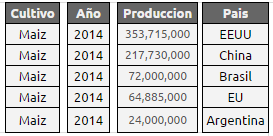 Cultivo Año Produccion Pais
Maiz 2014 353,715,000 EEUU
Maiz 2014 217,730,000 China
Maiz 2014 72,000,000 Brasil
Maiz 2014 64,885,000 EU
Maiz 2014 24,000,000 Argentina